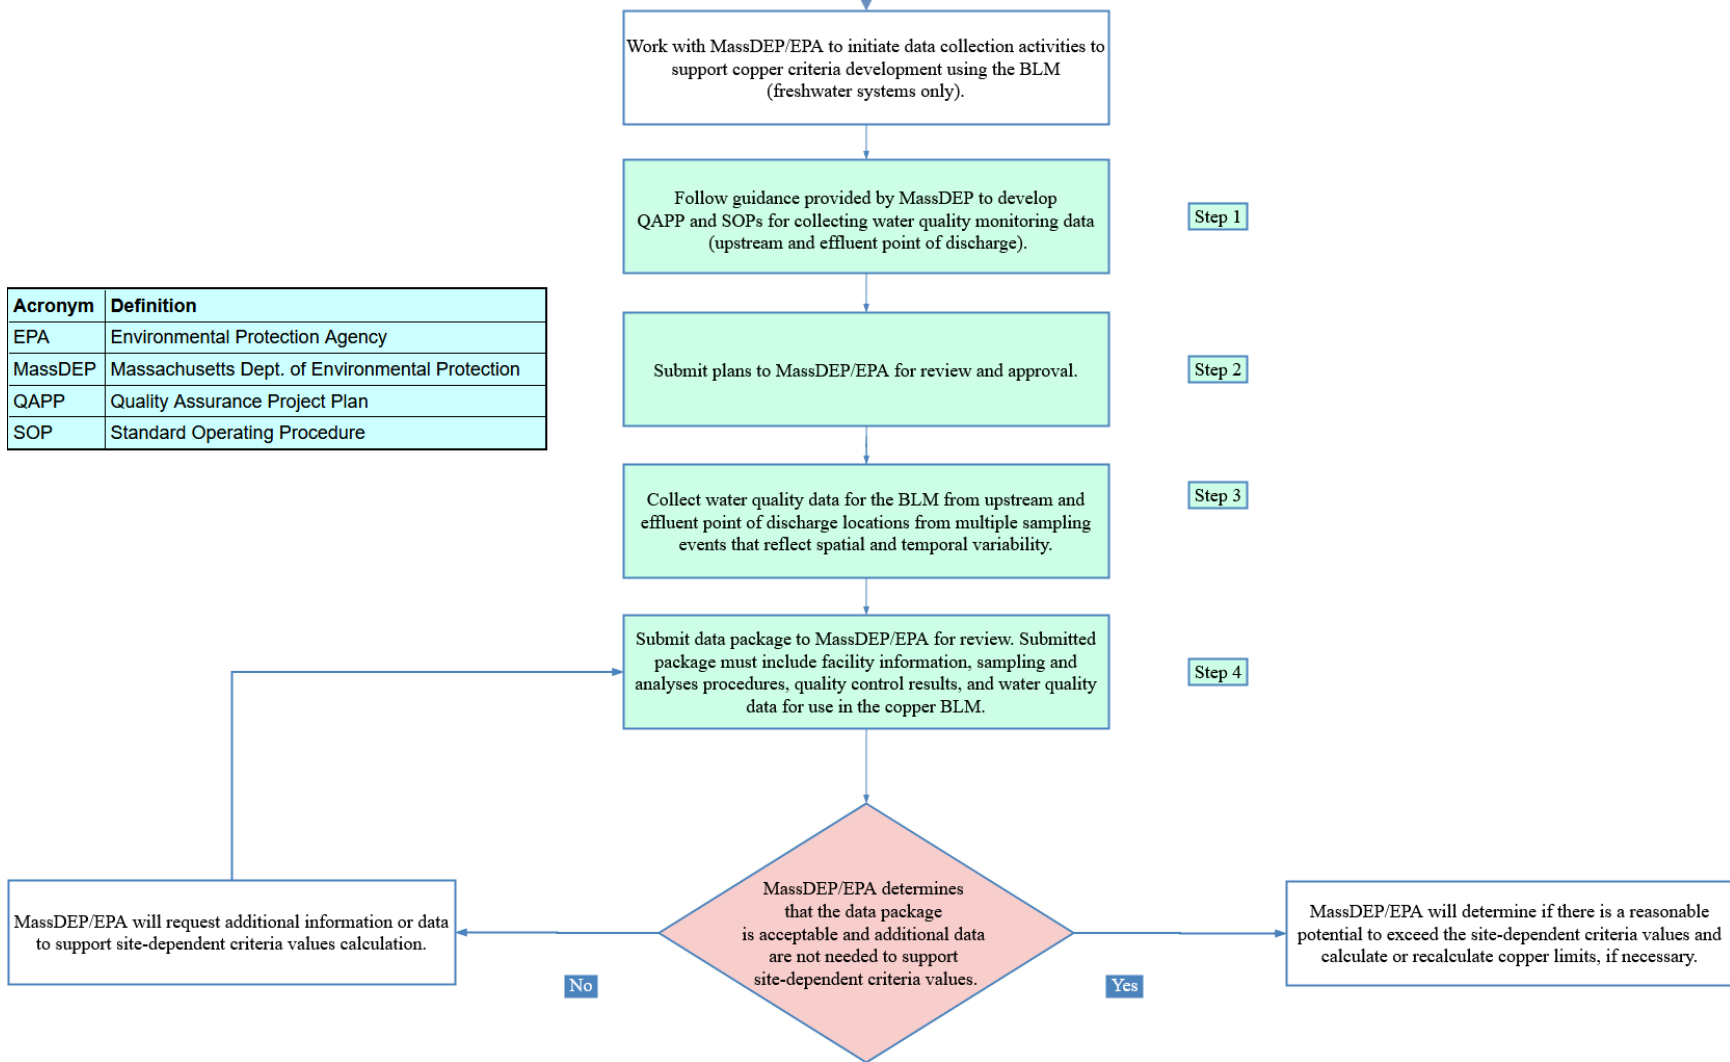 Work with MassDEP/EPA to initiate data collection activities to
support copper criteria development using the BLM
(freshwater systems only).
Follow guidance provided by MassDEP to develop
QAPP and SOPs for collecting water quality monitoring data
(upstream and effluent point of discharge).
Step 1
Acronym Definition
EPA Environmental Protection Agency
MassDEP Massachusetts Dept. of Environmental Protection
QAPP Quality Assurance Project Plan
SOP Standard Operating Procedure
Submit plans to MassDEP/EPA for review and approval.
Step 2
Collect water quality data for the BLM from upstream and
effluent point of discharge locations from multiple sampling
events that reflect spatial and temporal variability.
Step 3
Submit data package to MassDEP/EPA for review. Submitted
package must include facility information, sampling and
analyses procedures, quality control results, and water quality
data for use in the copper BLM.
Step 4
MassDEP/EPA determines
that the data package
is acceptable and additional data
are not needed to support
site-dependent criteria values.
No
MassDEP/EPA will request additional information or data
to support site-dependent criteria values calculation.
Yes
MassDEP/EPA will determine if there is a reasonable
potential to exceed the site-dependent criteria values and
calculate or recalculate copper limits, if necessary.